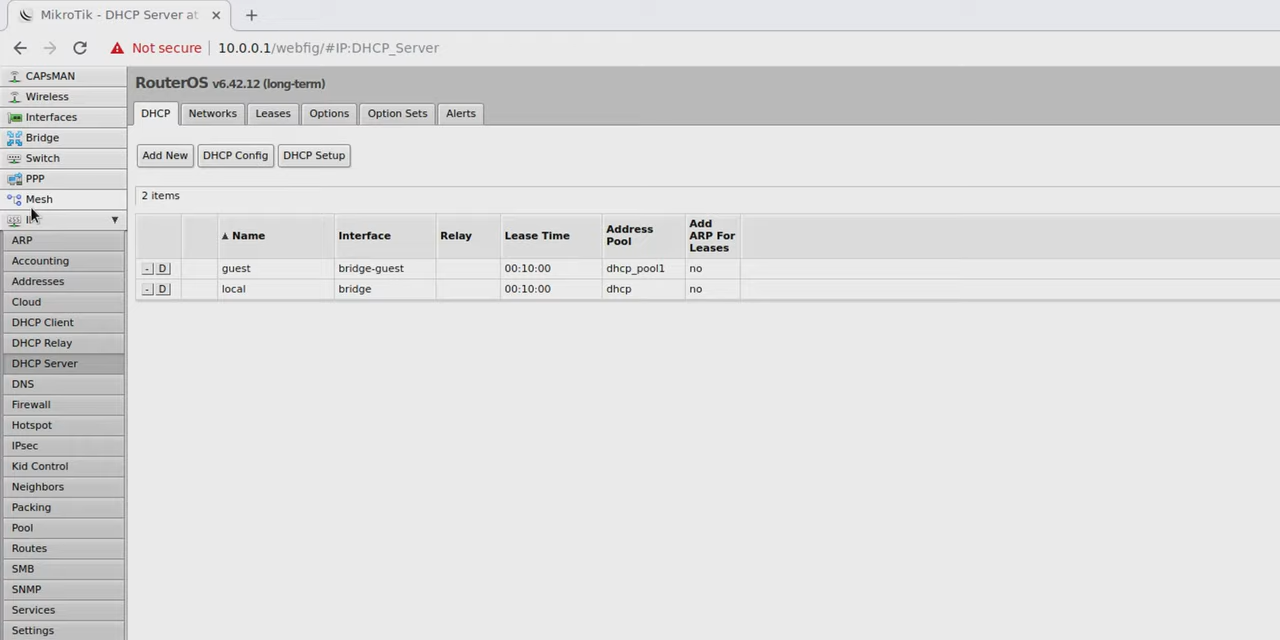 MikroTik - DHCP Server at
Not secure 10.0.0.1/webfig/#IP:DHCP_Server
CAPsMAN
Wireless
Interfaces
Bridge
Switch
PPP
Mesh
ARP
Accounting
Addresses
Cloud
DHCP Client
DHCP Relay
DHCP Server
DNS
Firewall
Hotspot
IPsec
Kid Control
Neighbors
Packing
Pool
Routes
SMB
SNMP
Services
Settings
RouterOS v6.42.12 (long-term)
DHCP Networks Leases Options Option Sets Alerts
Add New DHCP Config DHCP Setup
2 items
▲ Name Interface Relay Lease Time Address Pool Add ARP For Leases
- D guest bridge-guest 00:10:00 dhcp_pool1 no
- D local bridge 00:10:00 dhcp no